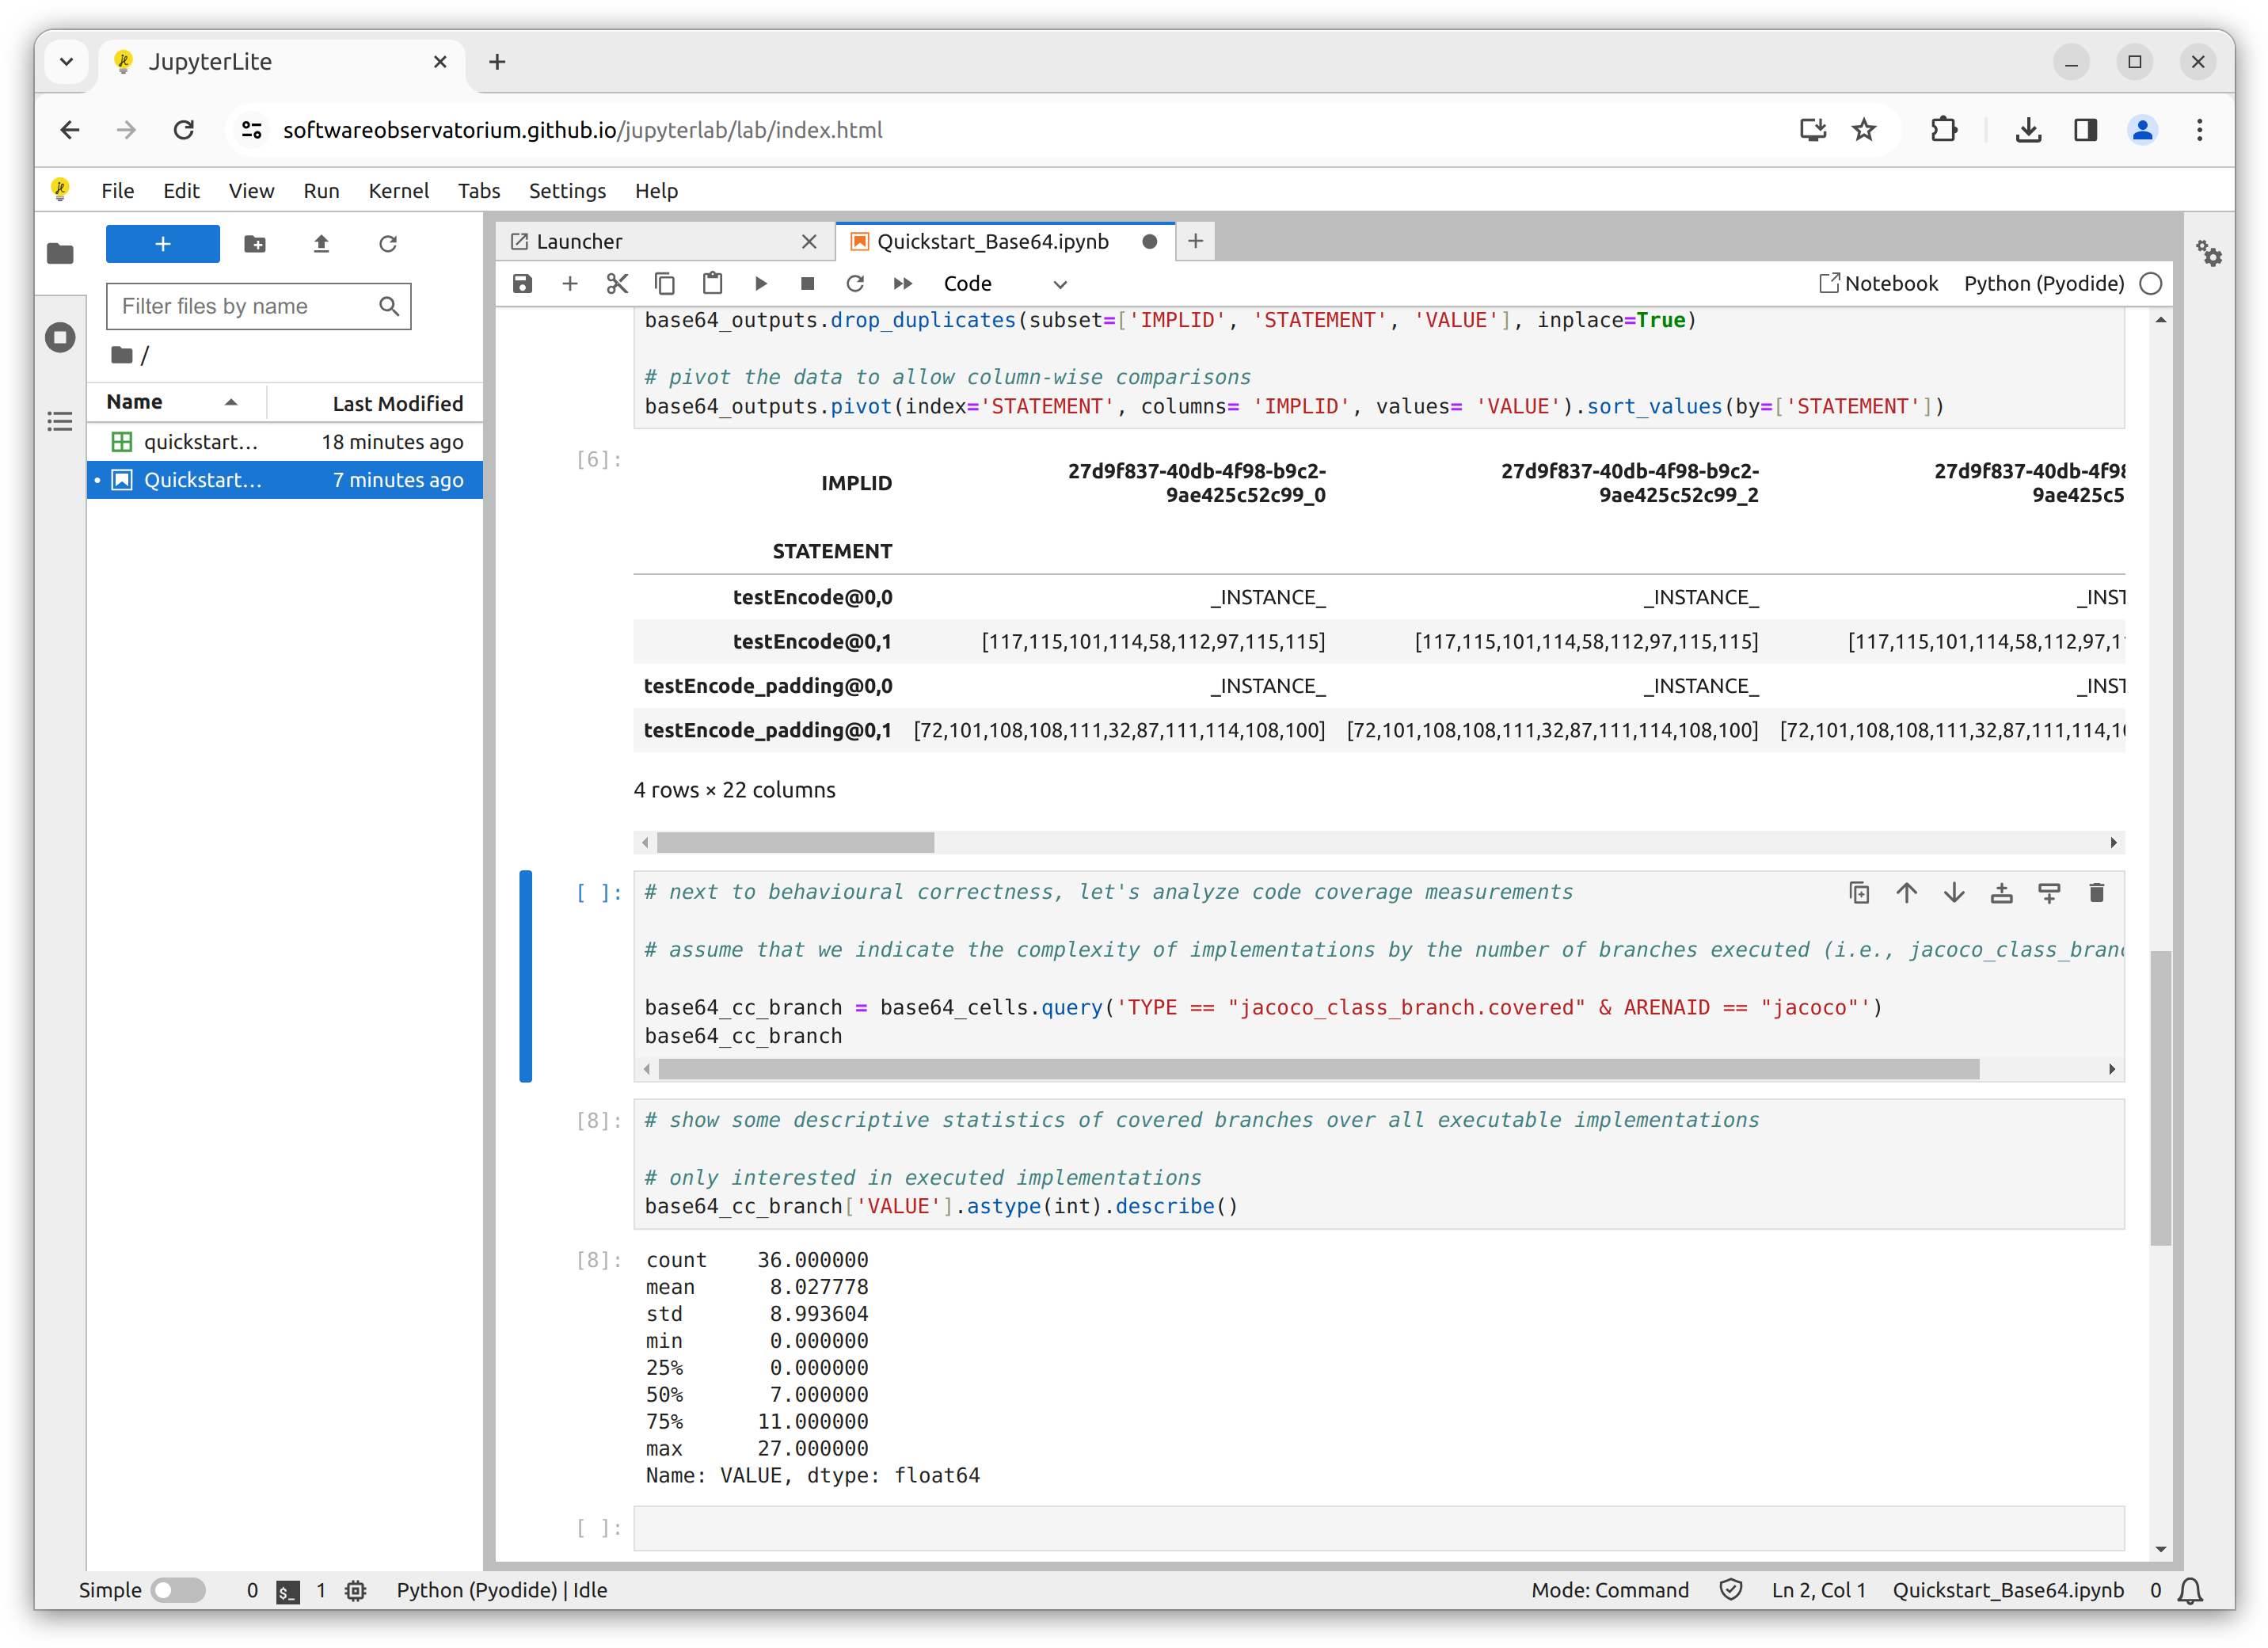 JupyterLite
softwareobservatorium.github.io/jupyterlab/lab/index.html
File Edit View Run Kernel Tabs Settings Help
Filter files by name
/
Name Last Modified
quickstart... 18 minutes ago
Quickstart... 7 minutes ago
Launcher Quickstart_Base64.ipynb
Code Notebook Python (Pyodide)
base64_outputs.drop_duplicates(subset=['IMPLID', 'STATEMENT', 'VALUE'], inplace=True)
# pivot the data to allow column-wise comparisons
base64_outputs.pivot(index='STATEMENT', columns= 'IMPLID', values= 'VALUE').sort_values(by=['STATEMENT'])
[6]:
IMPLID 27d9f837-40db-4f98-b9c2-9ae425c52c99_0 27d9f837-40db-4f98-b9c2-9ae425c52c99_2 27d9f837-40db-4f98 9ae425c5
STATEMENT
testEncode@0,0 _INSTANCE_ _INSTANCE_ _INST
testEncode@0,1 [117,115,101,114,58,112,97,115,115] [117,115,101,114,58,112,97,115,115] [117,115,101,114,58,112,97,11
testEncode_padding@0,0 _INSTANCE_ _INSTANCE_ _INST
testEncode_padding@0,1 [72,101,108,108,111,32,87,111,114,108,100] [72,101,108,108,111,32,87,111,114,108,100] [72,101,108,108,111,32,87,111,114,10
4 rows × 22 columns
[ ]: # next to behavioural correctness, let's analyze code coverage measurements
# assume that we indicate the complexity of implementations by the number of branches executed (i.e., jacoco_class_branc
base64_cc_branch = base64_cells.query('TYPE == "jacoco_class_branch.covered" & ARENAID == "jacoco"')
base64_cc_branch
[8]: # show some descriptive statistics of covered branches over all executable implementations
# only interested in executed implementations
base64_cc_branch['VALUE'].astype(int).describe()
[8]: count 36.000000
mean 8.027778
std 8.993604
min 0.000000
25% 0.000000
50% 7.000000
75% 11.000000
max 27.000000
Name: VALUE, dtype: float64
[ ]:
Simple 0 $_ 1 Python (Pyodide) | Idle Mode: Command Ln 2, Col 1 Quickstart_Base64.ipynb 0